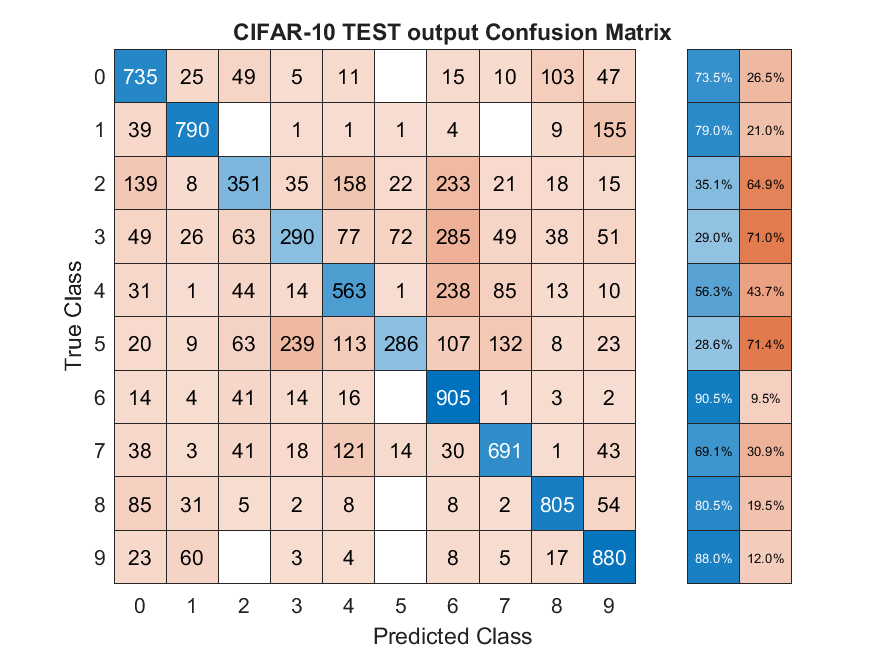 CIFAR-10 TEST output Confusion Matrix
0 735 25 49 5 11 15 10 103 47 73.5% 26.5%
1 39 790 1 1 1 4 9 155 79.0% 21.0%
2 139 8 351 35 158 22 233 21 18 15 35.1% 64.9%
3 49 26 63 290 77 72 285 49 38 51 29.0% 71.0%
4 31 1 44 14 563 1 238 85 13 10 56.3% 43.7%
5 20 9 63 239 113 286 107 132 8 23 28.6% 71.4%
6 14 4 41 14 16 905 1 3 2 90.5% 9.5%
7 38 3 41 18 121 14 30 691 1 43 69.1% 30.9%
8 85 31 5 2 8 8 2 805 54 80.5% 19.5%
9 23 60 3 4 8 5 17 880 88.0% 12.0%
True Class
0 1 2 3 4 5 6 7 8 9
Predicted Class